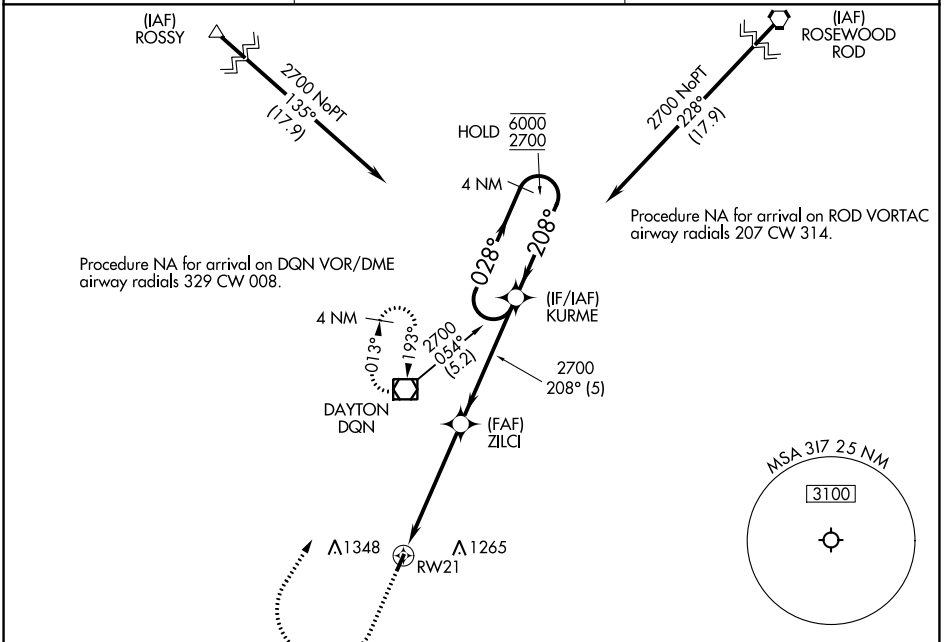 (IAF)
ROSSY
2700 NoPT
135°
(17.9)
(IAF)
ROSEWOOD
ROD
2700 NoPT
228°
(17.9)
HOLD 6000
2700
4 NM
028°
208°
Procedure NA for arrival on ROD VORTAC
airway radials 207 CW 314.
Procedure NA for arrival on DQN VOR/DME
airway radials 329 CW 008.
(IF/IAF)
KURME
4 NM
013°
193°
2700
054°
(5.2)
2700
208° (5)
DAYTON
DQN
(FAF)
ZILCI
MSA 3I7 25 NM
3100
1348
1265
RW21